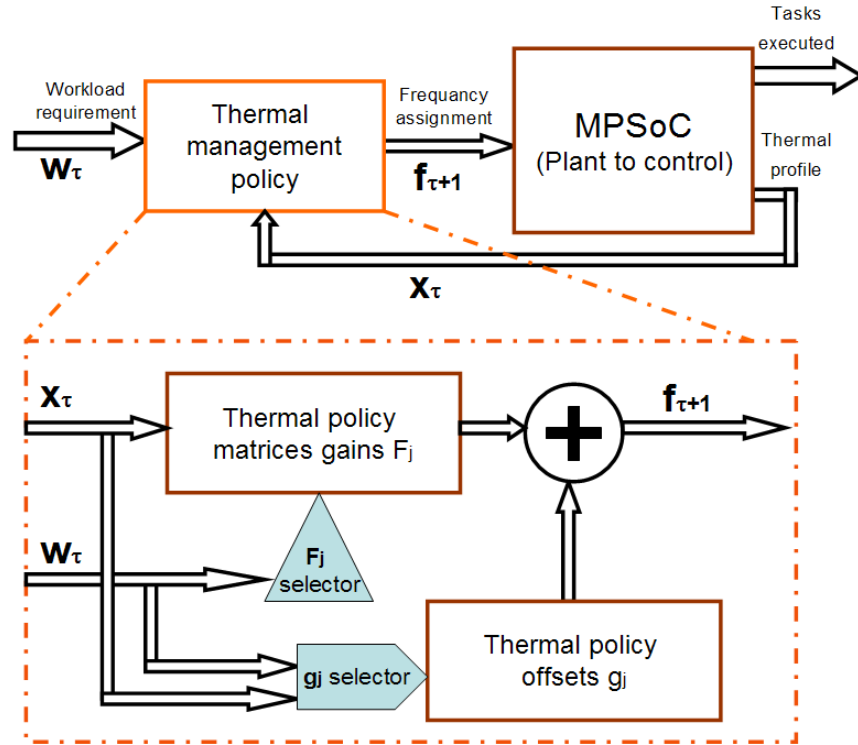 Tasks
executed
Workload
requirement
Wτ
Thermal
management
policy
Frequancy
assignment
fτ+1
MPSoC
(Plant to control)
Thermal
profile
Xτ
Xτ
Thermal policy
matrices gains Fj
+
fτ+1
Wτ
Fj
selector
gj selector
Thermal policy
offsets gj